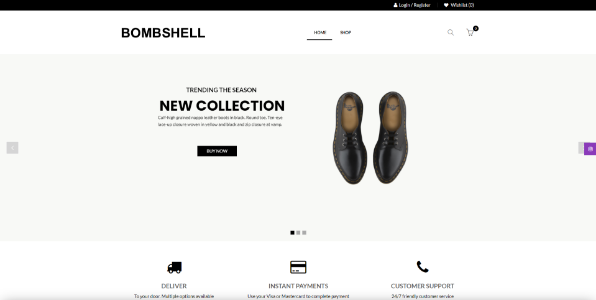 Login / Register
Wishlist (0)
BOMBSHELL
HOME
SHOP
0
TRENDING THE SEASON
NEW COLLECTION
Calf-high grained nappa leather boots in black. Round toe. Ten-eye
lace-up closure woven in yellow and black and zip closure at vamp.
BUY NOW
DELIVER
INSTANT PAYMENTS
CUSTOMER SUPPORT
To your door. Multiple options available
Use your Visa or Mastercard to complete payment
24/7 friendly customer service